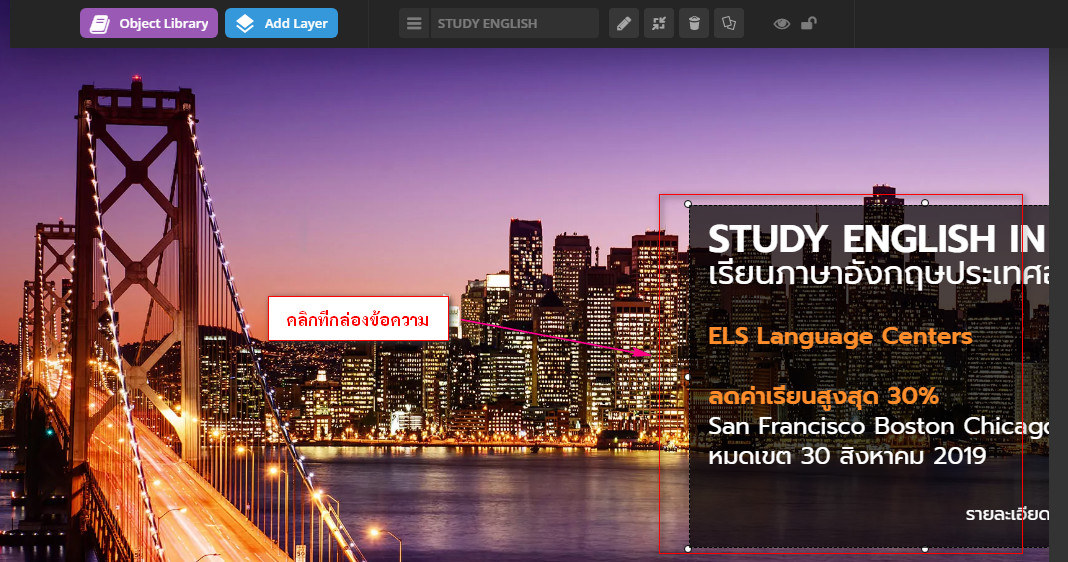 Object Library
Add Layer
STUDY ENGLISH
STUDY ENGLISH IN
เรียนภาษาอังกฤษประเทศ
คลิกที่กล่องข้อความ
ELS Language Centers
ลดค่าเรียนสูงสุด 30%
San Francisco Boston Chicago
หมดเขต 30 สิงหาคม 2019
รายละเอียด